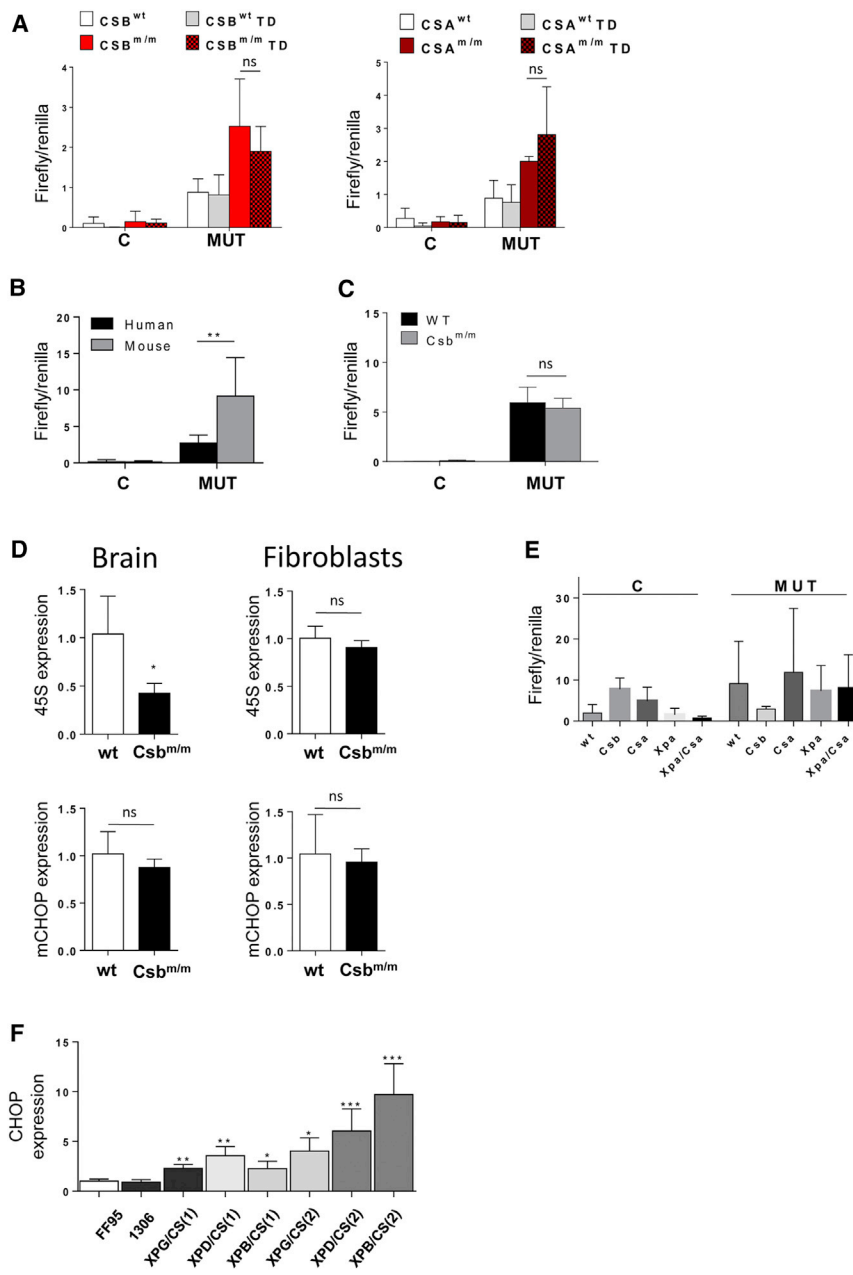 A
CSB^wt CSB^wt TD
CSB^m/m CSB^m/m TD
ns
Firefly/renilla
4
3
2
1
0
C MUT
CSA^wt CSA^wt TD
CSA^m/m CSA^m/m TD
ns
Firefly/renilla
5
4
3
2
1
0
C MUT
B
Human
Mouse
**
Firefly/renilla
20
15
10
5
0
C MUT
C
WT
Csb^m/m
ns
Firefly/renilla
15
10
5
0
C MUT
D
Brain
45S expression
1.5
1.0
0.5
0.0
*
wt Csb^m/m
Fibroblasts
45S expression
1.5
1.0
0.5
0.0
ns
wt Csb^m/m
mCHOP expression
1.5
1.0
0.5
0.0
ns
wt Csb^m/m
mCHOP expression
1.5
1.0
0.5
0.0
ns
wt Csb^m/m
E
C MUT
Firefly/renilla
30
20
10
0
wt Csb Csa Xpa Xpa/Csa wt Csb Csa Xpa Xpa/Csa
F
CHOP
expression
15
10
5
0
** ** * * *** ***
FF95 1306 XPG/CS(1) XPD/CS(1) XPB/CS(1) XPG/CS(2) XPD/CS(2) XPB/CS(2)